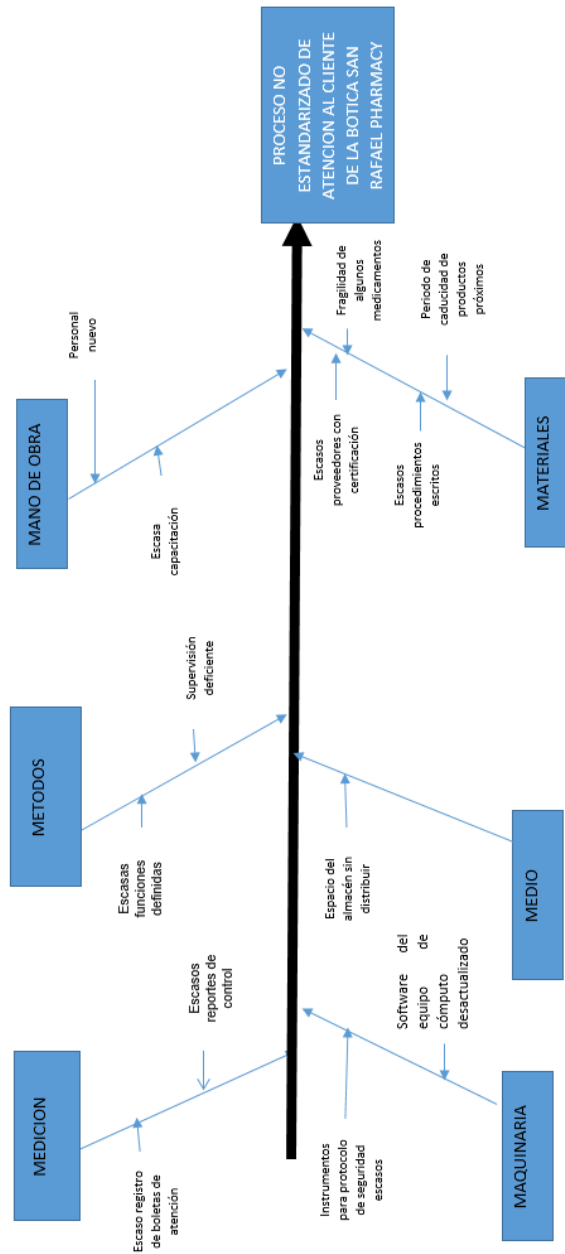 MEDICION
METODOS
MANO DE OBRA
Escaso registro
de boletas de
atención
Escasos
reportes de
control
Escasas
funciones
definidas
Supervisión
deficiente
Escasa
capacitación
Personal
nuevo
PROCESO NO
ESTANDARIZADO DE
ATENCION AL CLIENTE
DE LA BOTICA SAN
RAFAEL PHARMACY
Instrumentos
para protocolo
de seguridad
escasos
Software del
equipo de
cómputo
desactualizado
Espacio del
almacén sin
distribuir
Escasos
proveedores con
certificación
Fragilidad de
algunos
medicamentos
Escasos
procedimientos
escritos
Periodo de
caducidad de
productos
próximos
MAQUINARIA
MEDIO
MATERIALES